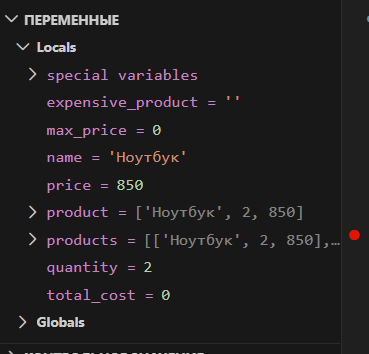 ПЕРЕМЕННЫЕ
Locals
special variables
expensive_product = ''
max_price = 0
name = 'Ноутбук'
price = 850
product = ['Ноутбук', 2, 850]
products = [['Ноутбук', 2, 850],…
quantity = 2
total_cost = 0
Globals